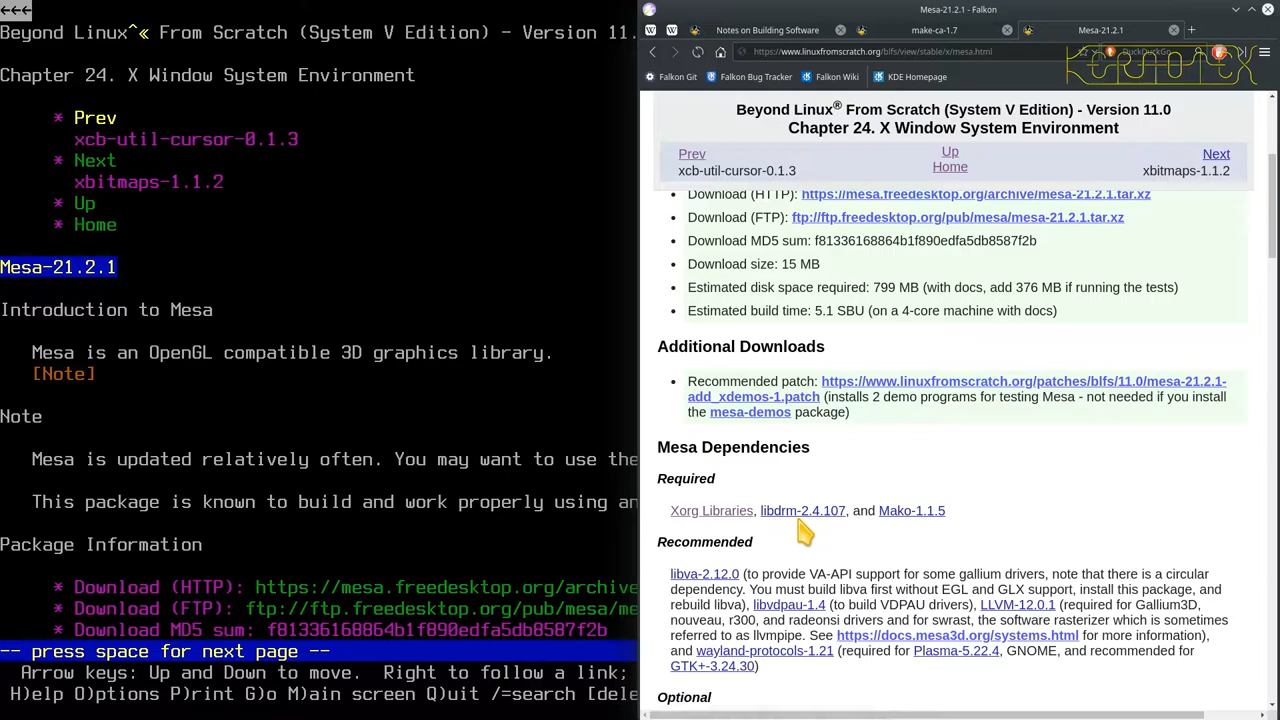 ←←←
Beyond Linux^« From Scratch (System V Edition) - Version 11.
Chapter 24. X Window System Environment
* Prev
xcb-util-cursor-0.1.3
* Next
xbitmaps-1.1.2
* Up
* Home
Mesa-21.2.1
Introduction to Mesa
Mesa is an OpenGL compatible 3D graphics library.
[Note]
Note
Mesa is updated relatively often. You may want to use the
This package is known to build and work properly using an
Package Information
* Download (HTTP): https://mesa.freedesktop.org/archive
* Download (FTP): ftp://ftp.freedesktop.org/pub/mesa/me
* Download MD5 sum: f81336168864b1f890edfa5db8587f2b
-- press space for next page --
Arrow keys: Up and Down to move.  Right to follow a link;
H)elp O)ptions P)rint G)o M)ain screen Q)uit /=search [dele
Mesa-21.2.1 - Falkon
Notes on Building Software
make-ca-1.7
Mesa-21.2.1
https://www.linuxfromscratch.org/blfs/view/stable/x/mesa.html
DuckDuckGo
Falkon Git
Falkon Bug Tracker
Falkon Wiki
KDE Homepage
Beyond Linux® From Scratch (System V Edition) - Version 11.0
Chapter 24. X Window System Environment
Prev
Up
Next
xcb-util-cursor-0.1.3
Home
xbitmaps-1.1.2
Download (HTTP): https://mesa.freedesktop.org/archive/mesa-21.2.1.tar.xz
Download (FTP): ftp://ftp.freedesktop.org/pub/mesa/mesa-21.2.1.tar.xz
Download MD5 sum: f81336168864b1f890edfa5db8587f2b
Download size: 15 MB
Estimated disk space required: 799 MB (with docs, add 376 MB if running the tests)
Estimated build time: 5.1 SBU (on a 4-core machine with docs)
Additional Downloads
Recommended patch: https://www.linuxfromscratch.org/patches/blfs/11.0/mesa-21.2.1-
add_xdemos-1.patch (installs 2 demo programs for testing Mesa - not needed if you install
the mesa-demos package)
Mesa Dependencies
Required
Xorg Libraries, libdrm-2.4.107, and Mako-1.1.5
Recommended
libva-2.12.0 (to provide VA-API support for some gallium drivers, note that there is a circular
dependency. You must build libva first without EGL and GLX support, install this package, and
rebuild libva), libvdpau-1.4 (to build VDPAU drivers), LLVM-12.0.1 (required for Gallium3D,
nouveau, r300, and radeonsi drivers and for swrast, the software rasterizer which is sometimes
referred to as llvmpipe. See https://docs.mesa3d.org/systems.html for more information),
and wayland-protocols-1.21 (required for Plasma-5.22.4, GNOME, and recommended for
GTK+-3.24.30)
Optional